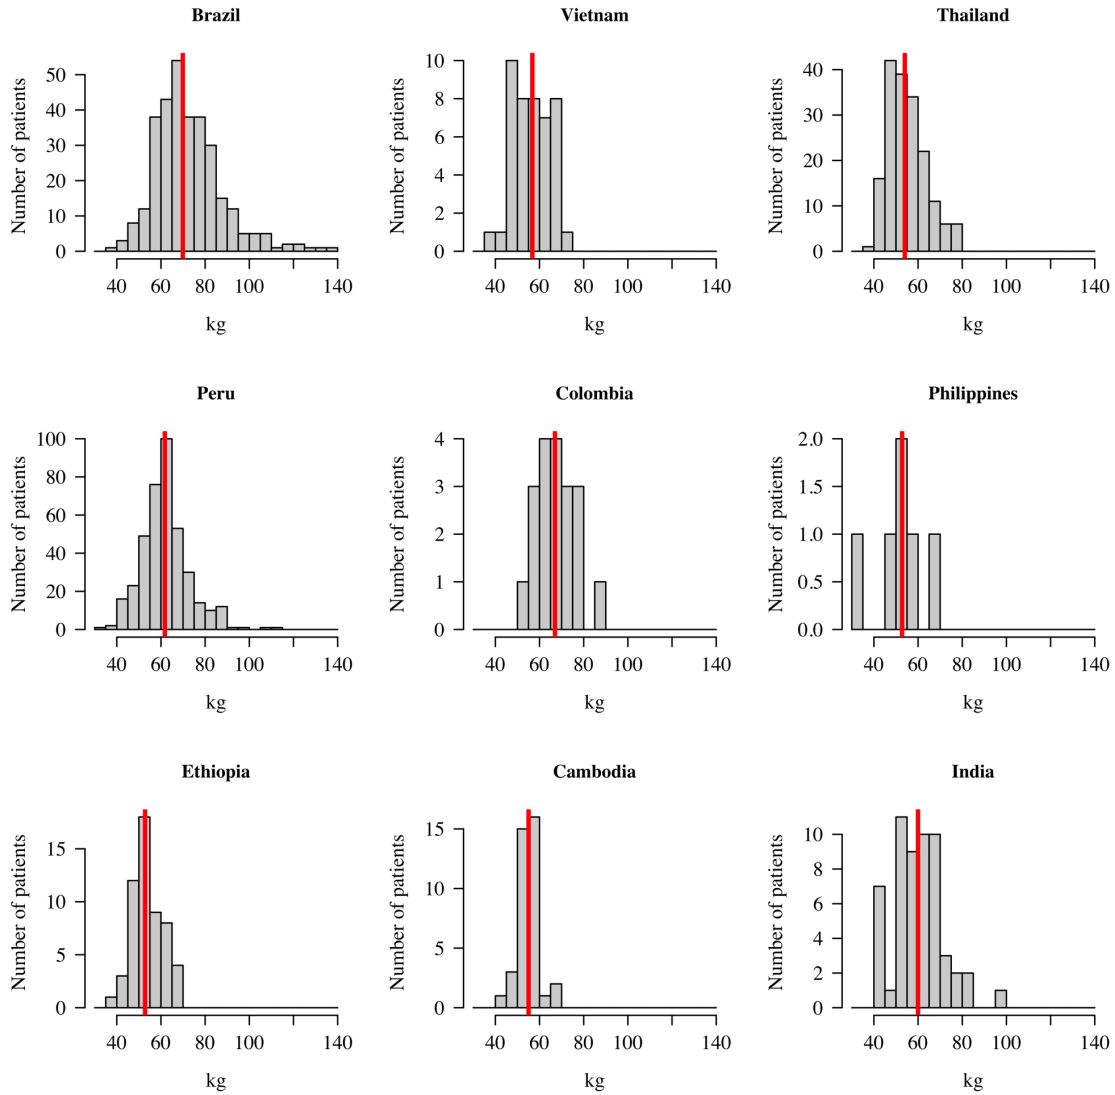 Brazil
Number of patients
50
40
30
20
10
0
40 60 80 100 140
kg
Vietnam
Number of patients
10
8
6
4
2
0
40 60 80 100 140
kg
Thailand
Number of patients
40
30
20
10
0
40 60 80 100 140
kg
Peru
Number of patients
100
80
60
40
20
0
40 60 80 100 140
kg
Colombia
Number of patients
4
3
2
1
0
40 60 80 100 140
kg
Philippines
Number of patients
2.0
1.5
1.0
0.5
0.0
40 60 80 100 140
kg
Ethiopia
Number of patients
15
10
5
0
40 60 80 100 140
kg
Cambodia
Number of patients
15
10
5
0
40 60 80 100 140
kg
India
Number of patients
10
8
6
4
2
0
40 60 80 100 140
kg